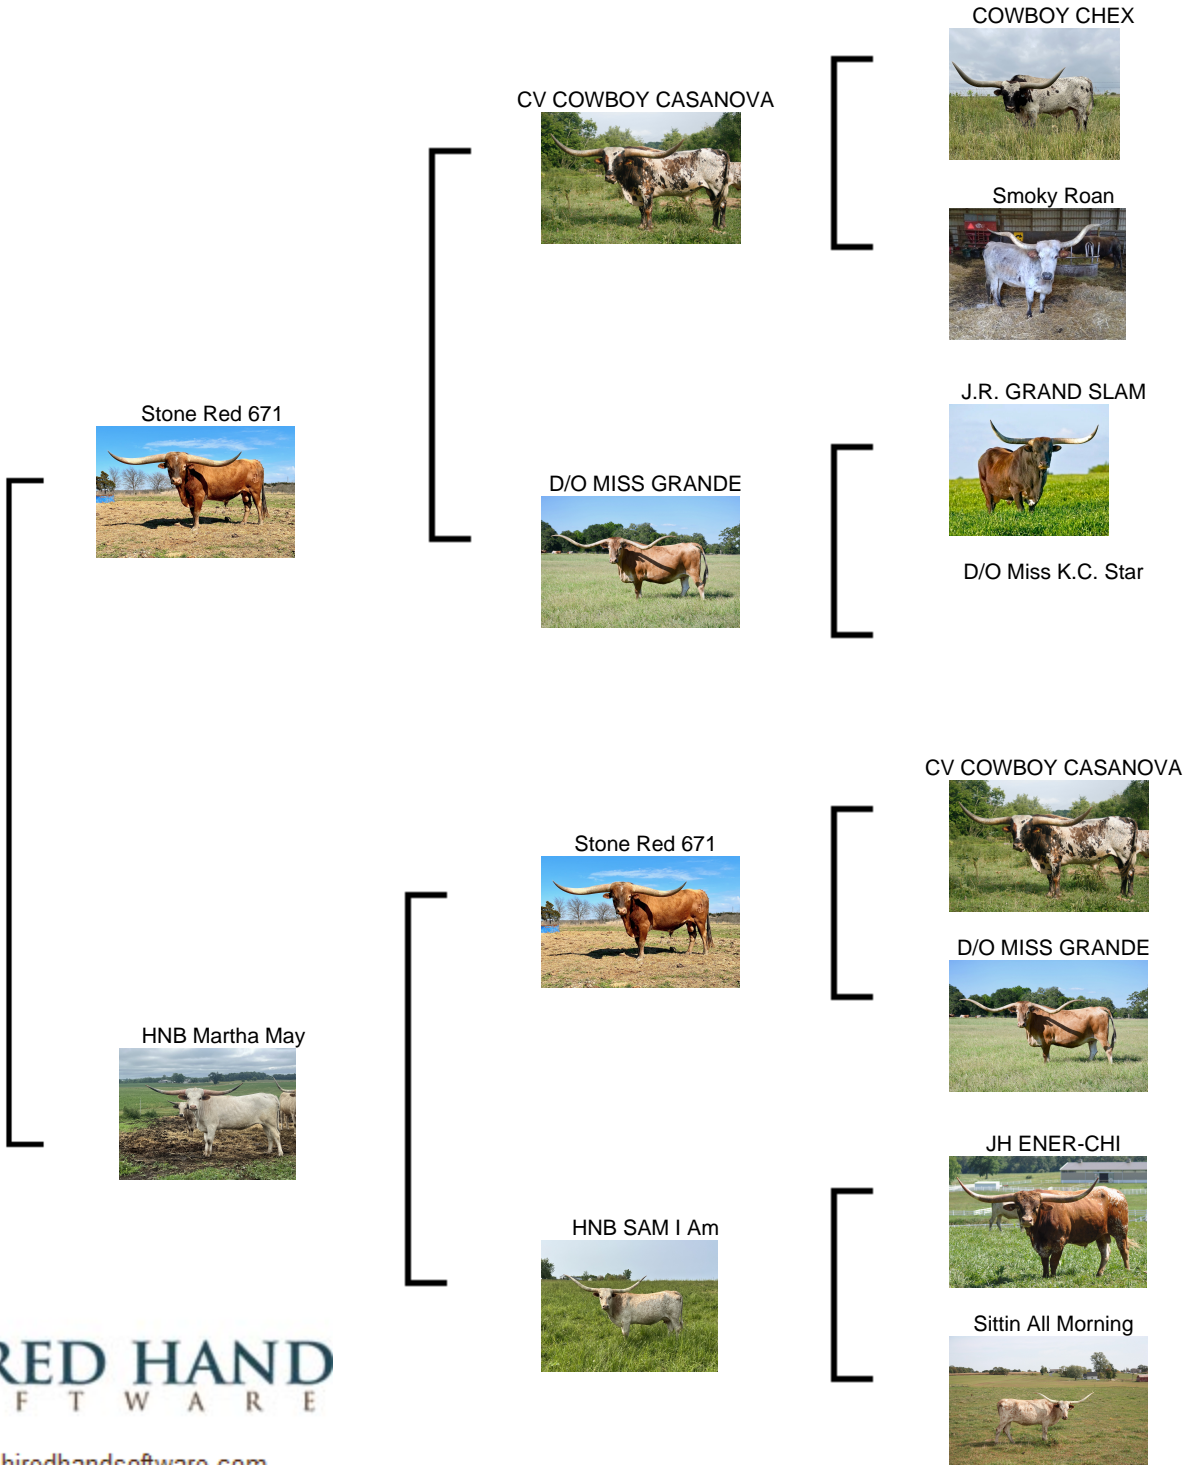 COWBOY CHEX
CV COWBOY CASANOVA
Smoky Roan
J.R. GRAND SLAM
Stone Red 671
D/O MISS GRANDE
D/O Miss K.C. Star
CV COWBOY CASANOVA
Stone Red 671
D/O MISS GRANDE
HNB Martha May
JH ENER-CHI
HNB SAM I Am
Sittin All Morning
RED HAND
F T W A R E
hiredhandsoftware.com